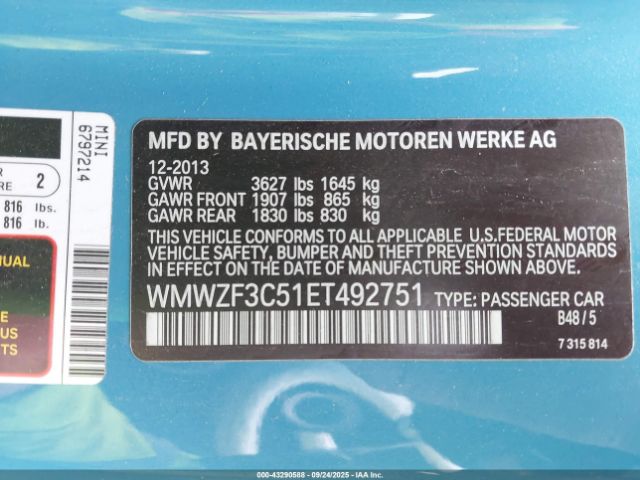 MINI
6797214
R
RE 2
816 lbs.
816 lb.
NUAL
E
US
TS
MFD BY BAYERISCHE MOTOREN WERKE AG
12-2013
GVWR 3627 lbs 1645 kg
GAWR FRONT 1907 lbs 865 kg
GAWR REAR 1830 lbs 830 kg
THIS VEHICLE CONFORMS TO ALL APPLICABLE U.S.FEDERAL MOTOR
VEHICLE SAFETY, BUMPER AND THEFT PREVENTION STANDARDS
IN EFFECT ON THE DATE OF MANUFACTURE SHOWN ABOVE.
WMWZF3C51ET492751 TYPE: PASSENGER CAR
B48/5
7 315 814
000-43290588 - 09/24/2025 - IAAI.COM